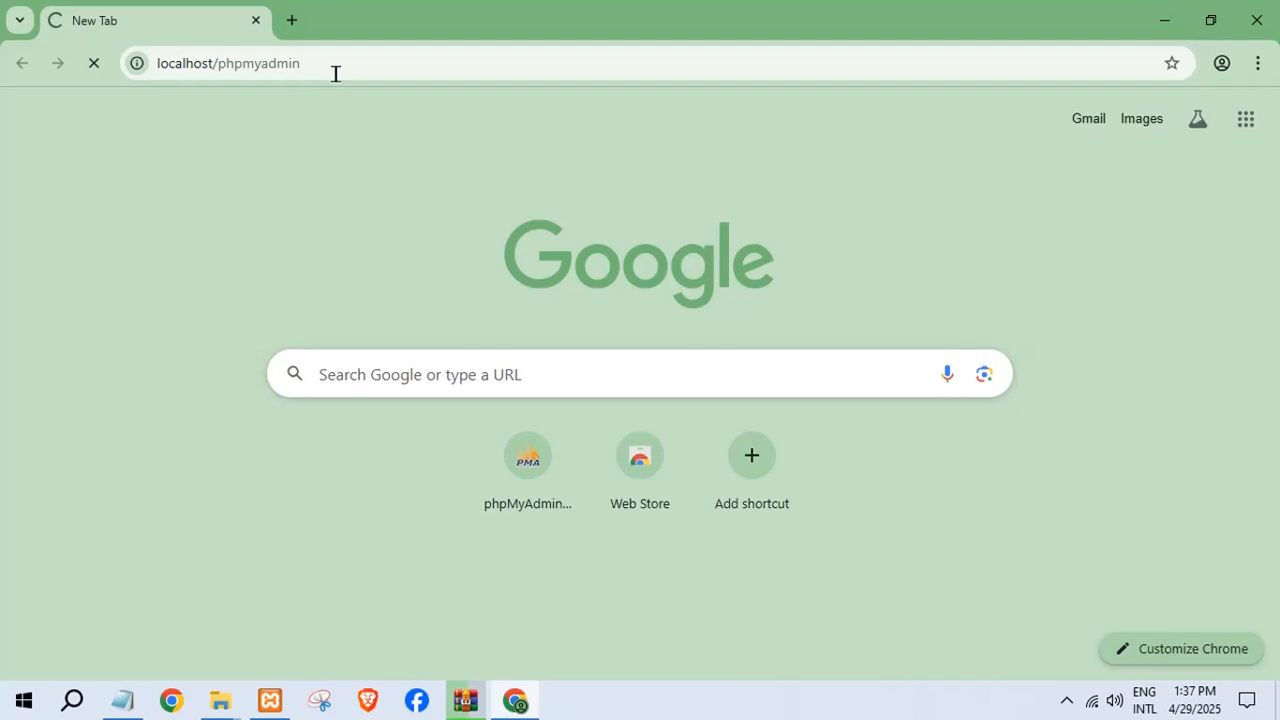 New Tab
localhost/phpmyadmin
Gmail Images
Google
Search Google or type a URL
PMA
phpMyAdmin... Web Store Add shortcut
Customize Chrome
ENG 1:37 PM
INTL 4/29/2025